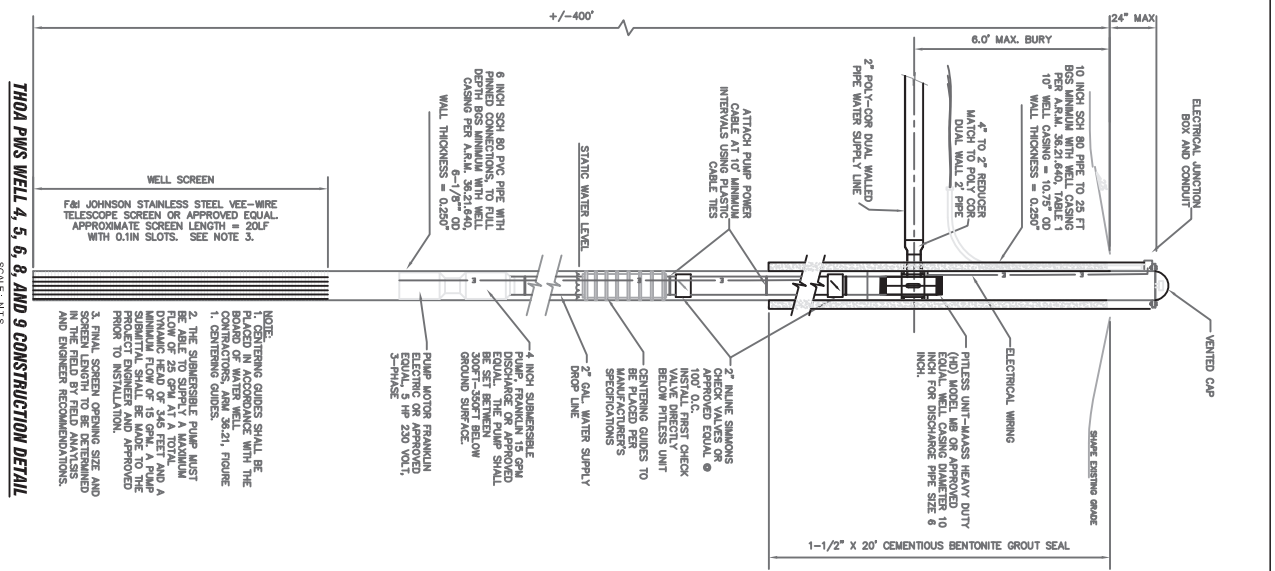 ELECTRICAL JUNCTION
BOX AND CONDUIT
VENTED CAP
24" MAX
6.0' MAX. BURY
+/-400'
SHAPE EXISTING GRADE
10 INCH SCH 80 PIPE TO 25 FT
BGS MINIMUM WITH WELL CASING
PER A.R.M. 36.21.640, TABLE 1
10" WELL CASING = 10.75" OD
WALL THICKNESS = 0.250"
4" TO 2" REDUCER
MATCH TO POLY COR
DUAL WALL 2' PIPE
2" POLY-COR DUAL WALLED
PIPE WATER SUPPLY LINE
ELECTRICAL WIRING
PITLESS UNIT-MAASS HEAVY DUTY
(HD) MODEL MB OR APPROVED
EQUAL. WELL CASING DIAMETER 10
INCH FOR DISCHARGE PIPE SIZE 6
INCH.
1-1/2" X 20' CEMENTIOUS BENTONITE GROUT SEAL
ATTACH PUMP POWER
CABLE AT 10' MINIMUM
INTERVALS USING PLASTIC
CABLE TIES
2" INLINE SIMMONS
CHECK VALVES OR
APPROVED EQUAL @
100' O.C.
INSTALL FIRST CHECK
VALVE DIRECTLY
BELOW PITLESS UNIT
CENTERING GUIDES TO
BE PLACED PER
MANUFACTURER'S
SPECIFICATIONS
STATIC WATER LEVEL
2" GAL. WATER SUPPLY
DROP LINE
4 INCH SUBMERSIBLE
PUMP. FRANKLIN 15 GPM
DISCHARGE OR APPROVED
EQUAL. THE PUMP SHALL
BE SET BETWEEN
300FT-350FT BELOW
GROUND SURFACE.
6 INCH SCH 80 PVC PIPE WITH
PINNED CONNECTIONS, TO FULL
DEPTH BGS MINIMUM WITH WELL
CASING PER A.R.M. 36.21.640,
6-1/8" OD
WALL THICKNESS = 0.250"
PUMP MOTOR FRANKLIN
ELECTRIC OR APPROVED
EQUAL, 5 HP 230 VOLT,
3-PHASE
WELL SCREEN
F&I JOHNSON STAINLESS STEEL VEE-WIRE
TELESCOPE SCREEN OR APPROVED EQUAL.
APPROXIMATE SCREEN LENGTH = 20LF
WITH 0.1IN SLOTS. SEE NOTE 3.
NOTE:
1. CENTERING GUIDES SHALL BE
PLACED IN ACCORDANCE WITH THE
BOARD OF WATER WELL
CONTRACTORS, ARM 36.21, FIGURE
1. CENTERING GUIDES.
2. THE SUBMERSIBLE PUMP MUST
BE ABLE TO SUPPLY A MAXIMUM
FLOW OF 25 GPM AT A TOTAL
DYNAMIC HEAD OF 345 FEET AND A
MINIMUM FLOW OF 15 GPM. A PUMP
SUBMITTAL SHALL BE MADE TO THE
PROJECT ENGINEER AND APPROVED
PRIOR TO INSTALLATION.
3. FINAL SCREEN OPENING SIZE AND
SCREEN LENGTH TO BE DETERMINED
IN THE FIELD BY FIELD ANALYSIS
AND ENGINEER RECOMMENDATIONS.
THOA PWS WELL 4, 5, 6, 8, AND 9 CONSTRUCTION DETAIL
SCALE: NTS